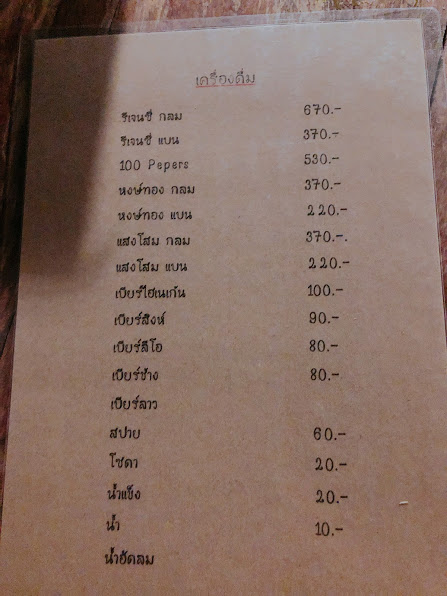 เครื่องดื่ม
รีเจนซี่ กลม 670.-
รีเจนซี่ แบน 370.-
100 Pepers 530.-
หงษ์ทอง กลม 370.-
หงษ์ทอง แบน 220.-
แสงโสม กลม 370.-.
แสงโสม แบน 220.-
เบียร์ไฮเนเก้น 100.-
เบียร์สิงห์ 90.-
เบียร์ลีโอ 80.-
เบียร์ช้าง 80.-
เบียร์ลาว
สปาย 60.-
โซดา 20.-
น้ำแข็ง 20.-
น้ำ 10.-
น้ำอัดลม